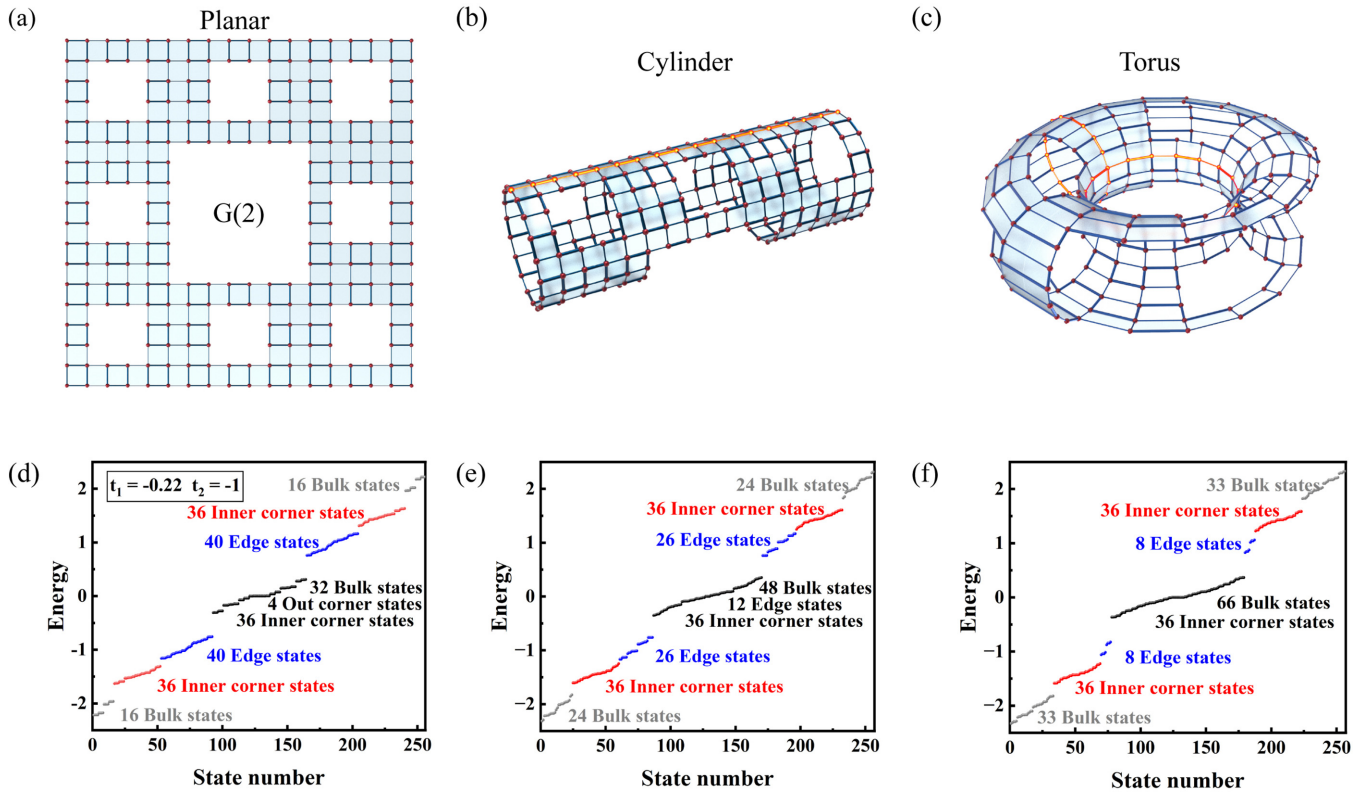 (a)
Planar
G(2)
(b)
Cylinder
(c)
Torus
(d)
Energy
2
1
0
-1
-2
t₁ = -0.22 t₂ = -1
16 Bulk states
36 Inner corner states
40 Edge states
32 Bulk states
4 Out corner states
36 Inner corner states
40 Edge states
36 Inner corner states
16 Bulk states
0 50 100 150 200 250
State number
(e)
Energy
2
1
0
−1
−2
24 Bulk states
36 Inner corner states
26 Edge states
48 Bulk states
12 Edge states
36 Inner corner states
26 Edge states
36 Inner corner states
24 Bulk states
0 50 100 150 200 250
State number
(f)
Energy
2
1
0
−1
−2
33 Bulk states
36 Inner corner states
8 Edge states
66 Bulk states
36 Inner corner states
8 Edge states
36 Inner corner states
33 Bulk states
0 50 100 150 200 250
State number